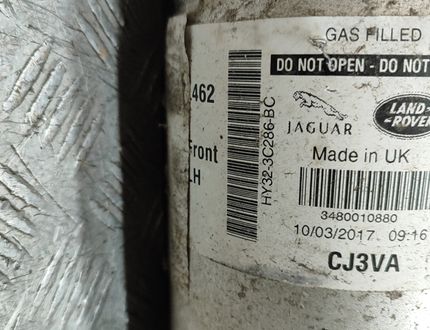 GAS FILLED
DO NOT OPEN - DO NOT
L462
Front
LH
HY32-3C286-BC
JAGUAR
LAND-
-ROVER
Made in UK
3480010880
10/03/2017 09:16
CJ3VA